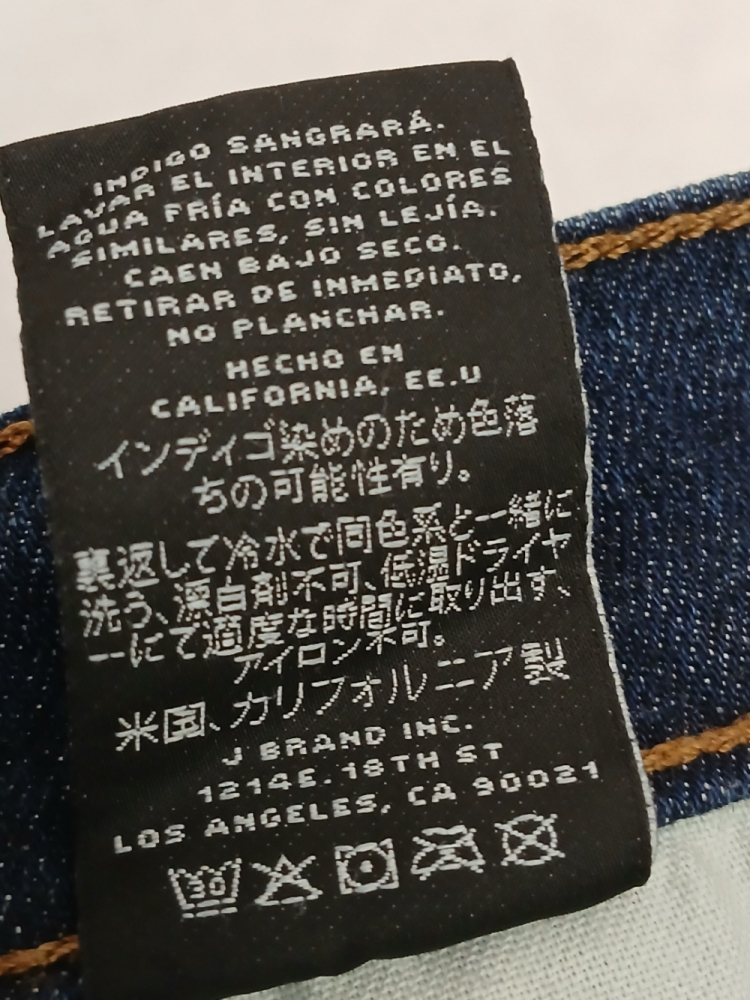 INDIGO SANGRARÁ.
LAVAR EL INTERIOR EN EL
AGUA FRÍA CON COLORES
SIMILARES, SIN LEJÍA.
CAEN BAJO SECO.
RETIRAR DE INMEDIATO,
NO PLANCHAR.
HECHO EN
CALIFORNIA, EE.U
インディゴ染めのため色落
ちの可能性有り。
裏返して冷水で同色系と一緒に
洗う、漂白剤不可、低温ドライヤ
ーにて適度な時間に取り出す、
アイロン不可。
米国、カリフォルニア製
J BRAND INC.
1214E. 18TH ST
LOS ANGELES, CA 90021
30